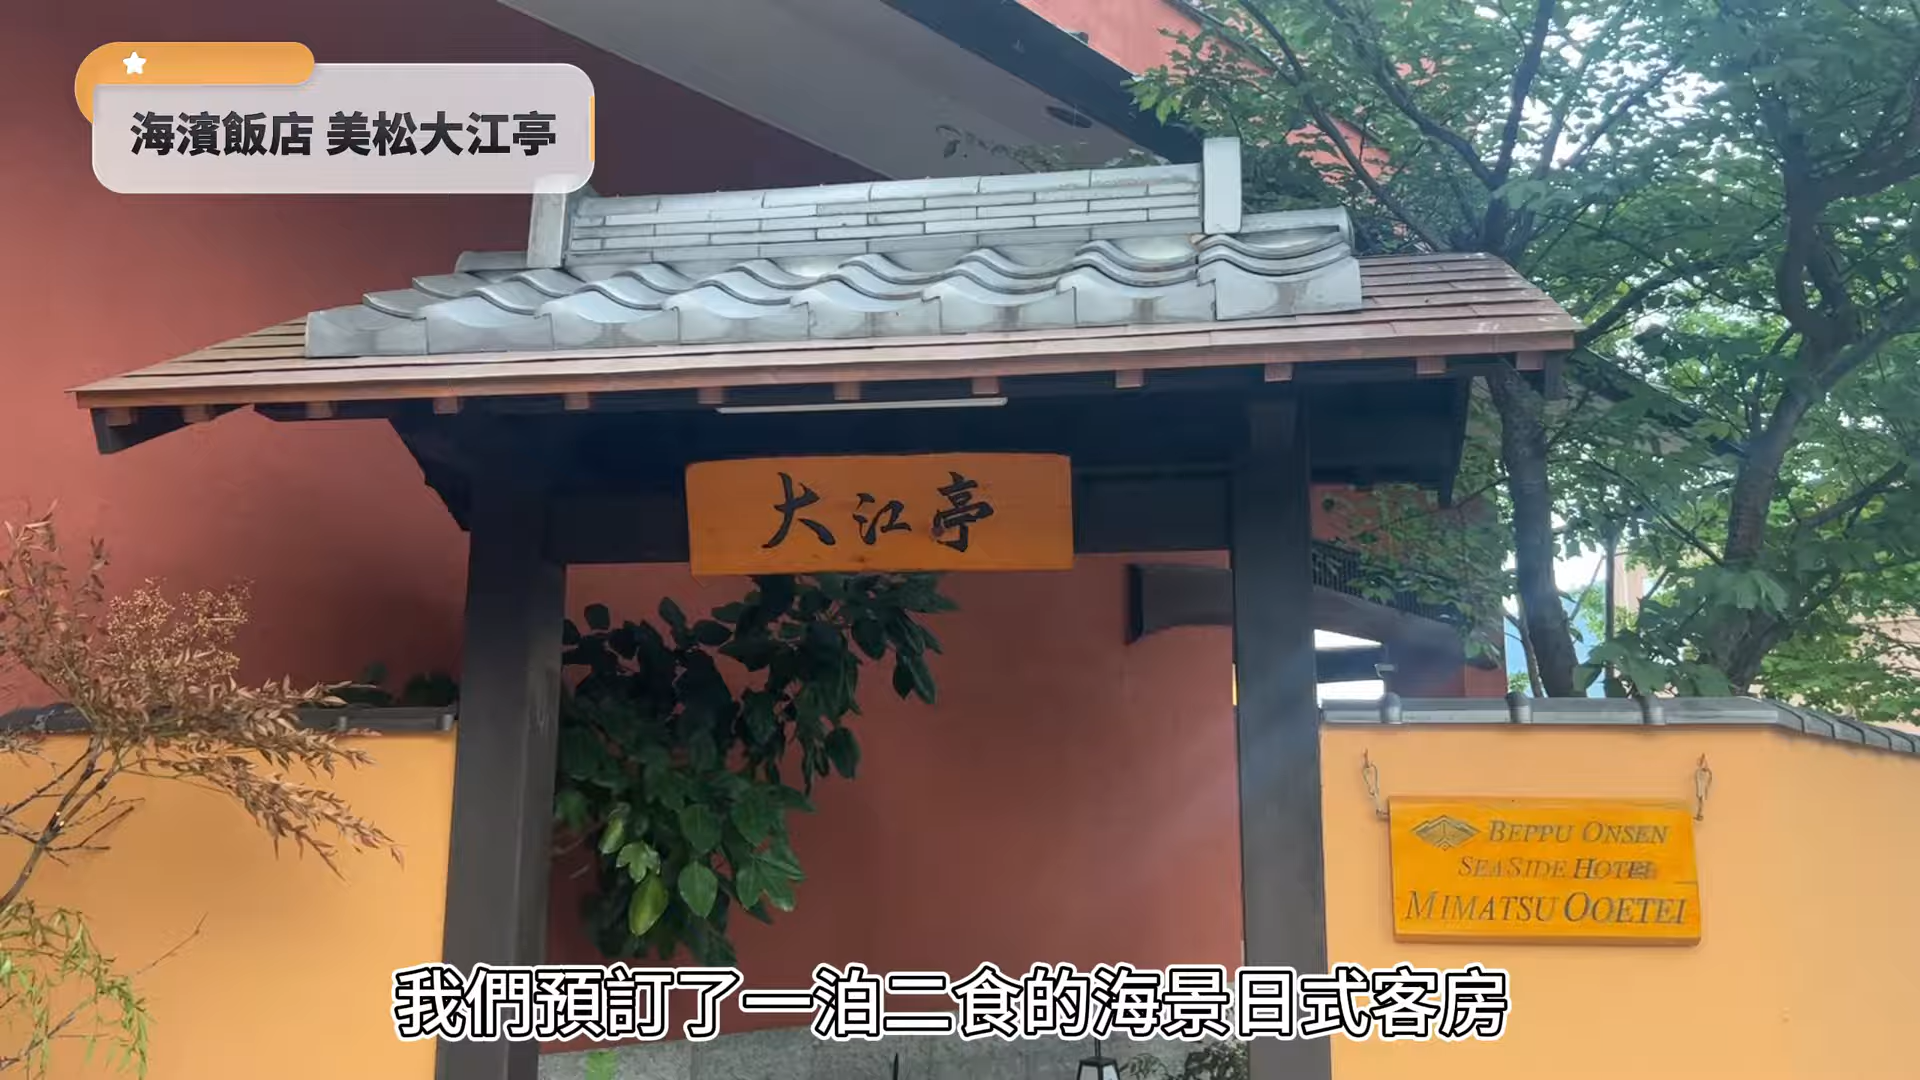 海濱飯店 美松大江亭
大江亭
BEPPU ONSEN
SEASIDE HOTEL
MIMATSU OOETEI
我們預訂了一泊二食的海景日式客房